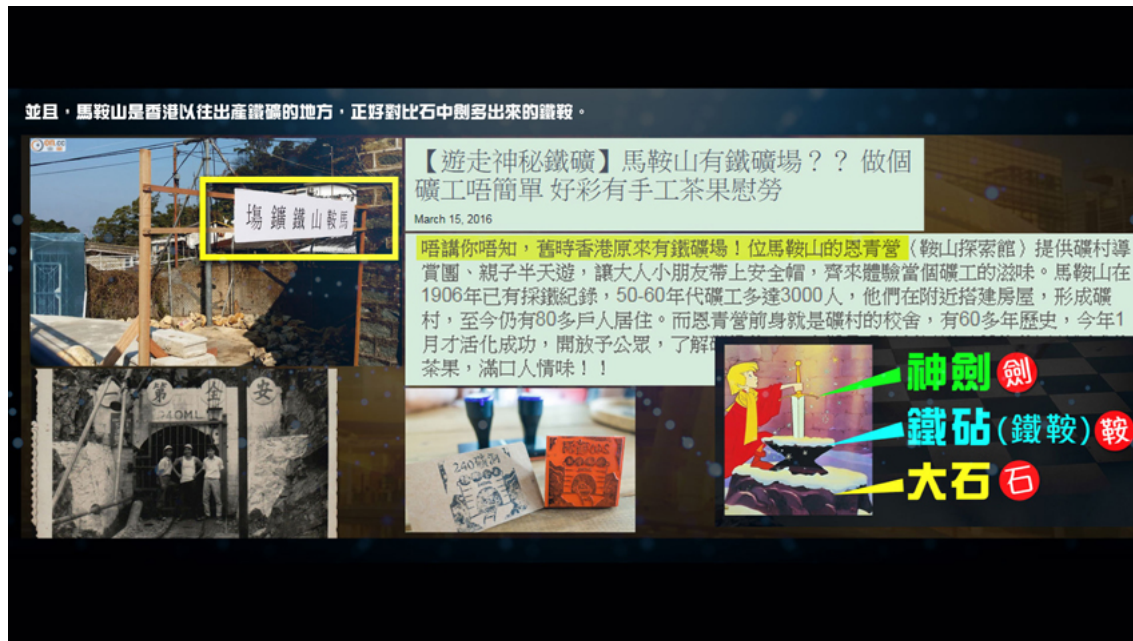 並且，馬鞍山是香港以往出產鐵礦的地方，正好對比石中劍多出來的鐵鞍。
on.cc
場鑛鐵山鞍馬
【遊走神秘鐵礦】馬鞍山有鐵礦場？？ 做個
礦工唔簡單 好彩有手工茶果慰勞
March 15, 2016
唔講你唔知，舊時香港原來有鐵礦場！位馬鞍山的恩青營（鞍山探索館）提供礦村導
賞團、親子半天遊，讓大人小朋友帶上安全帽，齊來體驗當個礦工的滋味。馬鞍山在
1906年已有採鐵紀錄，50-60年代礦工多達3000人，他們在附近搭建房屋，形成礦
村，至今仍有80多戶人居住。而恩青營前身就是礦村的校舍，有60多年歷史，今年1
月才活化成功，開放予公眾，了解
茶果，滿口人情味！！
安全第
240ML
神劍 劍
鐵砧(鐵鞍) 鞍
大石 石